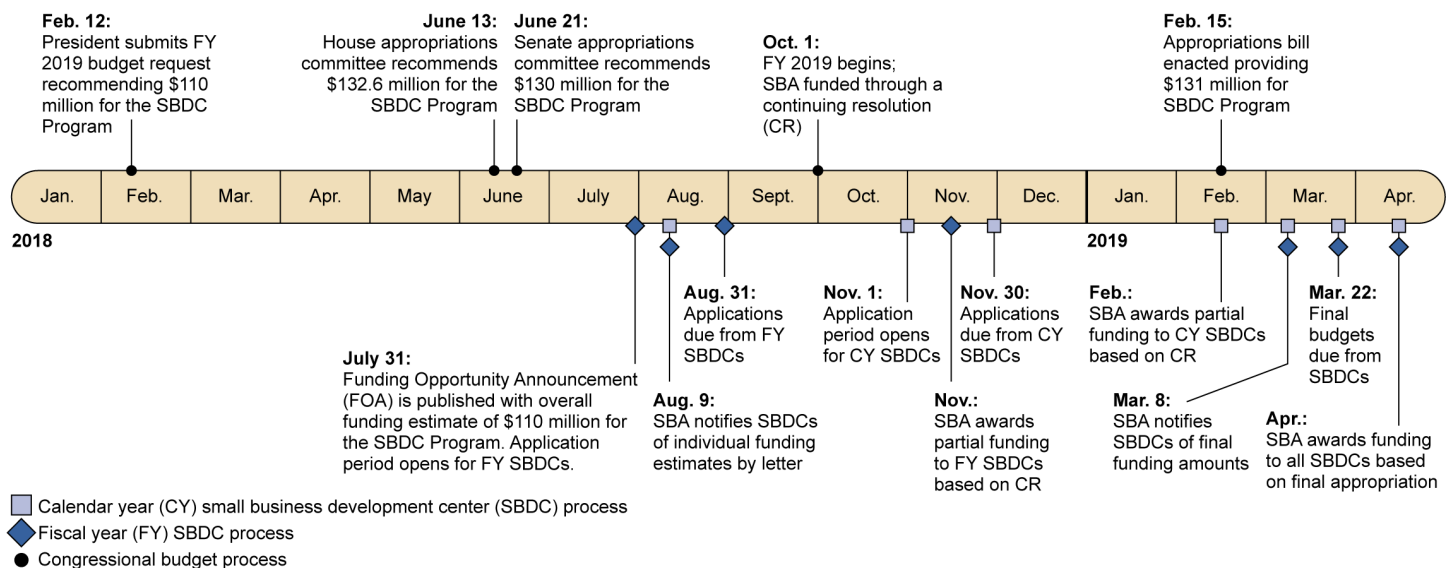 Feb. 12:
President submits FY
2019 budget request
recommending $110
million for the SBDC
Program
June 13:
House appropriations
committee recommends
$132.6 million for the
SBDC Program
June 21:
Senate appropriations
committee recommends
$130 million for the
SBDC Program
Oct. 1:
FY 2019 begins;
SBA funded through a
continuing resolution
(CR)
Feb. 15:
Appropriations bill
enacted providing
$131 million for
SBDC Program
Jan. Feb. Mar. Apr. May June July Aug. Sept. Oct. Nov. Dec. Jan. Feb. Mar. Apr.
2018 2019
July 31:
Funding Opportunity Announcement
(FOA) is published with overall
funding estimate of $110 million for
the SBDC Program. Application
period opens for FY SBDCs.
Aug. 9:
SBA notifies SBDCs
of individual funding
estimates by letter
Aug. 31:
Applications
due from FY
SBDCs
Nov. 1:
Application
period opens
for CY SBDCs
Nov.:
SBA awards
partial funding
to FY SBDCs
based on CR
Nov. 30:
Applications
due from CY
SBDCs
Feb.:
SBA awards partial
funding to CY SBDCs
based on CR
Mar. 8:
SBA notifies
SBDCs of final
funding amounts
Mar. 22:
Final
budgets
due from
SBDCs
Apr.:
SBA awards funding
to all SBDCs based
on final appropriation
Calendar year (CY) small business development center (SBDC) process
Fiscal year (FY) SBDC process
Congressional budget process